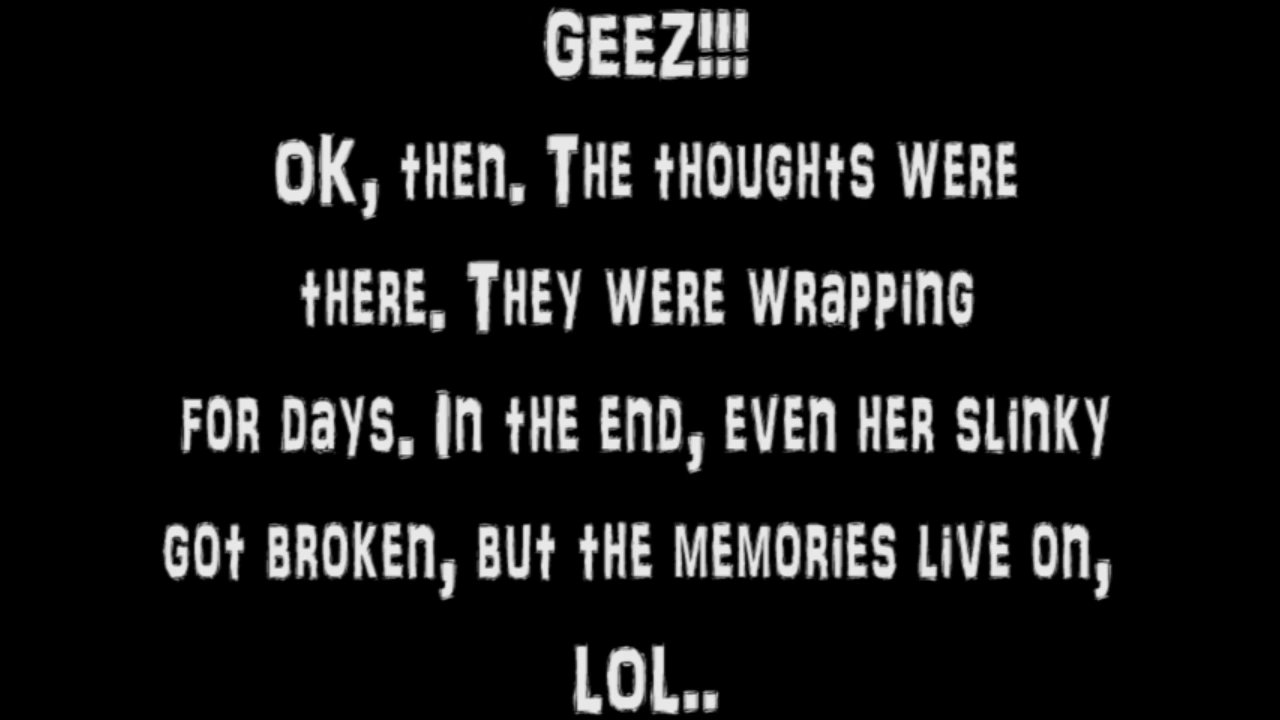 GEEZ!!!
OK, then. The thoughts were
there. They were wrapping
for days. In the end, even her slinky
got broken, but the memories live on,
LOL..